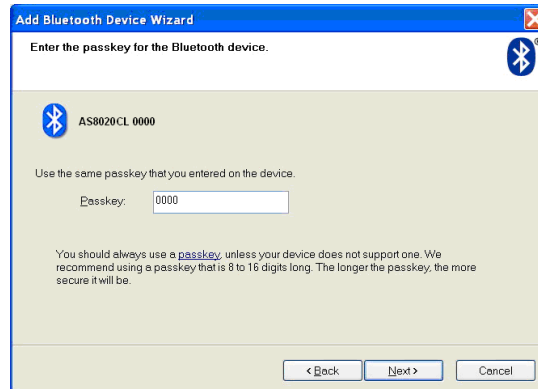 Add Bluetooth Device Wizard
Enter the passkey for the Bluetooth device.
AS8020CL 0000
Use the same passkey that you entered on the device.
Passkey: 0000
You should always use a passkey, unless your device does not support one. We
recommend using a passkey that is 8 to 16 digits long. The longer the passkey, the more
secure it will be.
< Back Next > Cancel